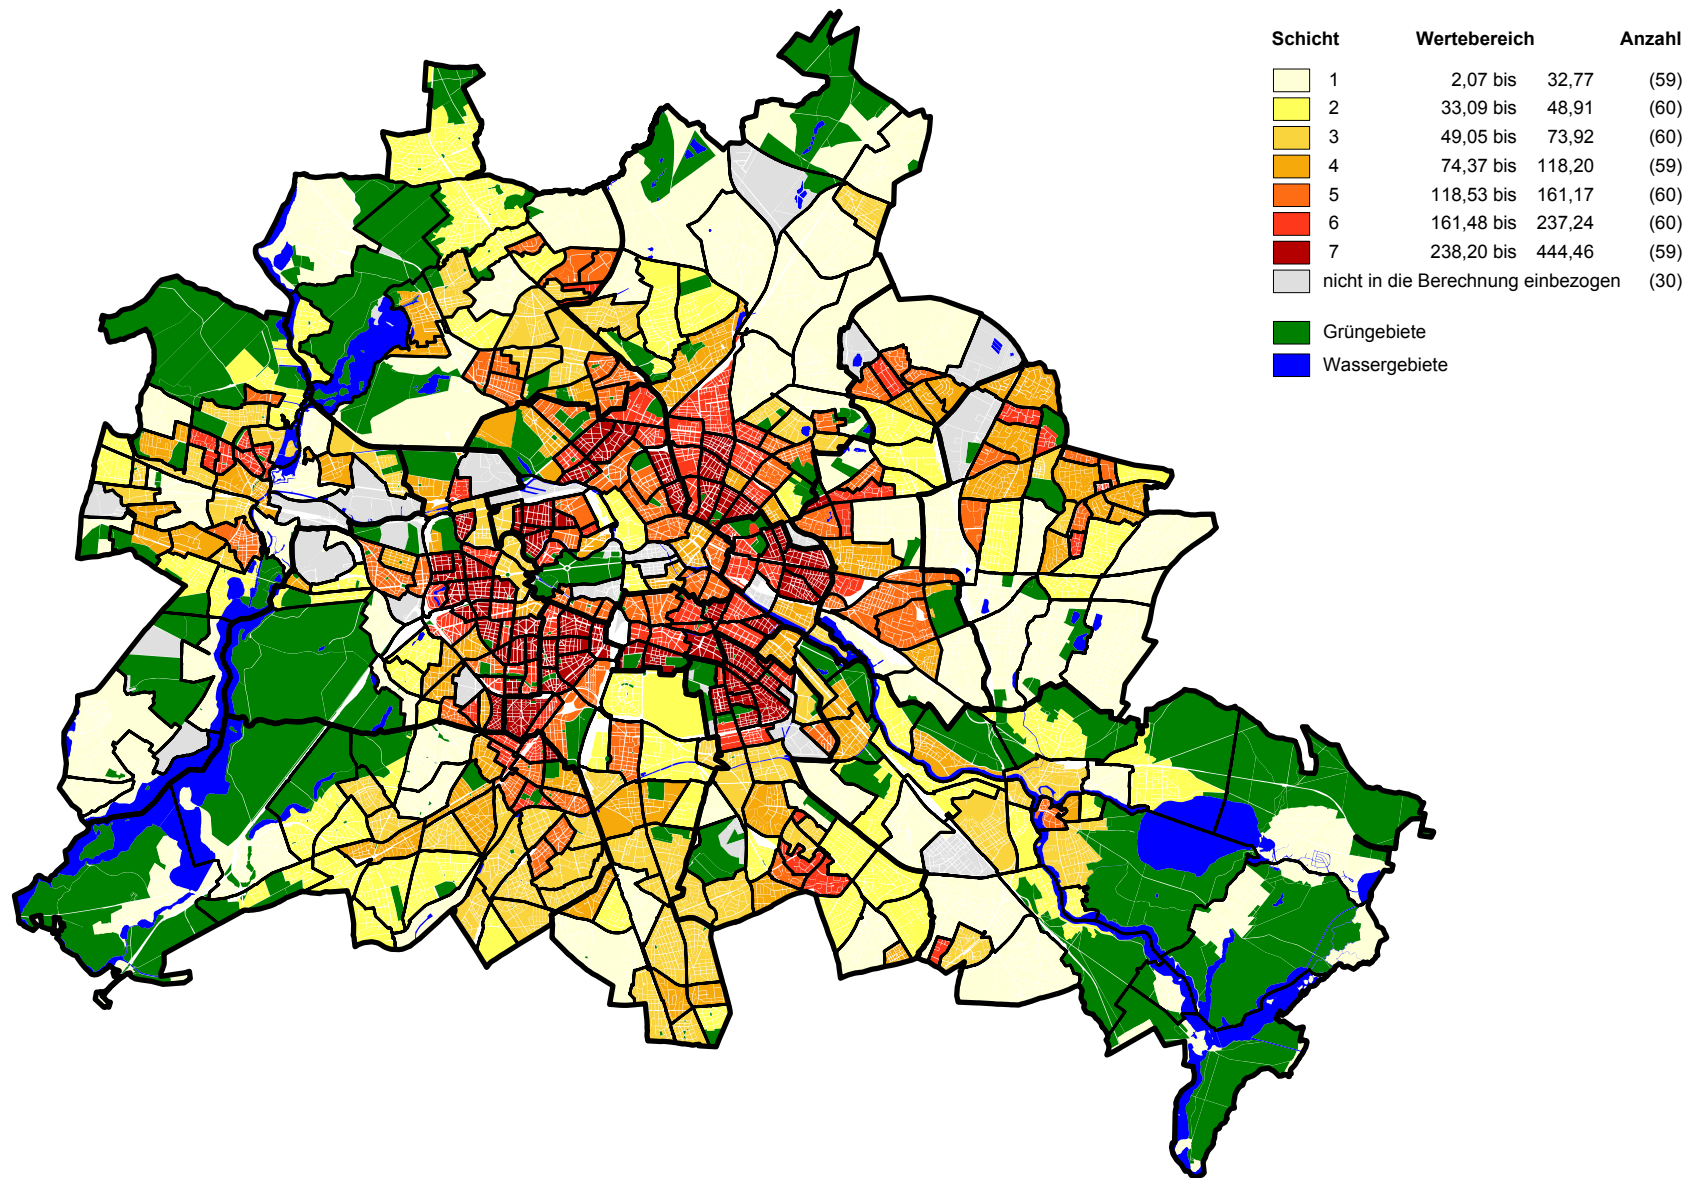 Schicht Wertebereich Anzahl
1 2,07 bis 32,77 (59)
2 33,09 bis 48,91 (60)
3 49,05 bis 73,92 (60)
4 74,37 bis 118,20 (59)
5 118,53 bis 161,17 (60)
6 161,48 bis 237,24 (60)
7 238,20 bis 444,46 (59)
nicht in die Berechnung einbezogen (30)
Grüngebiete
Wassergebiete